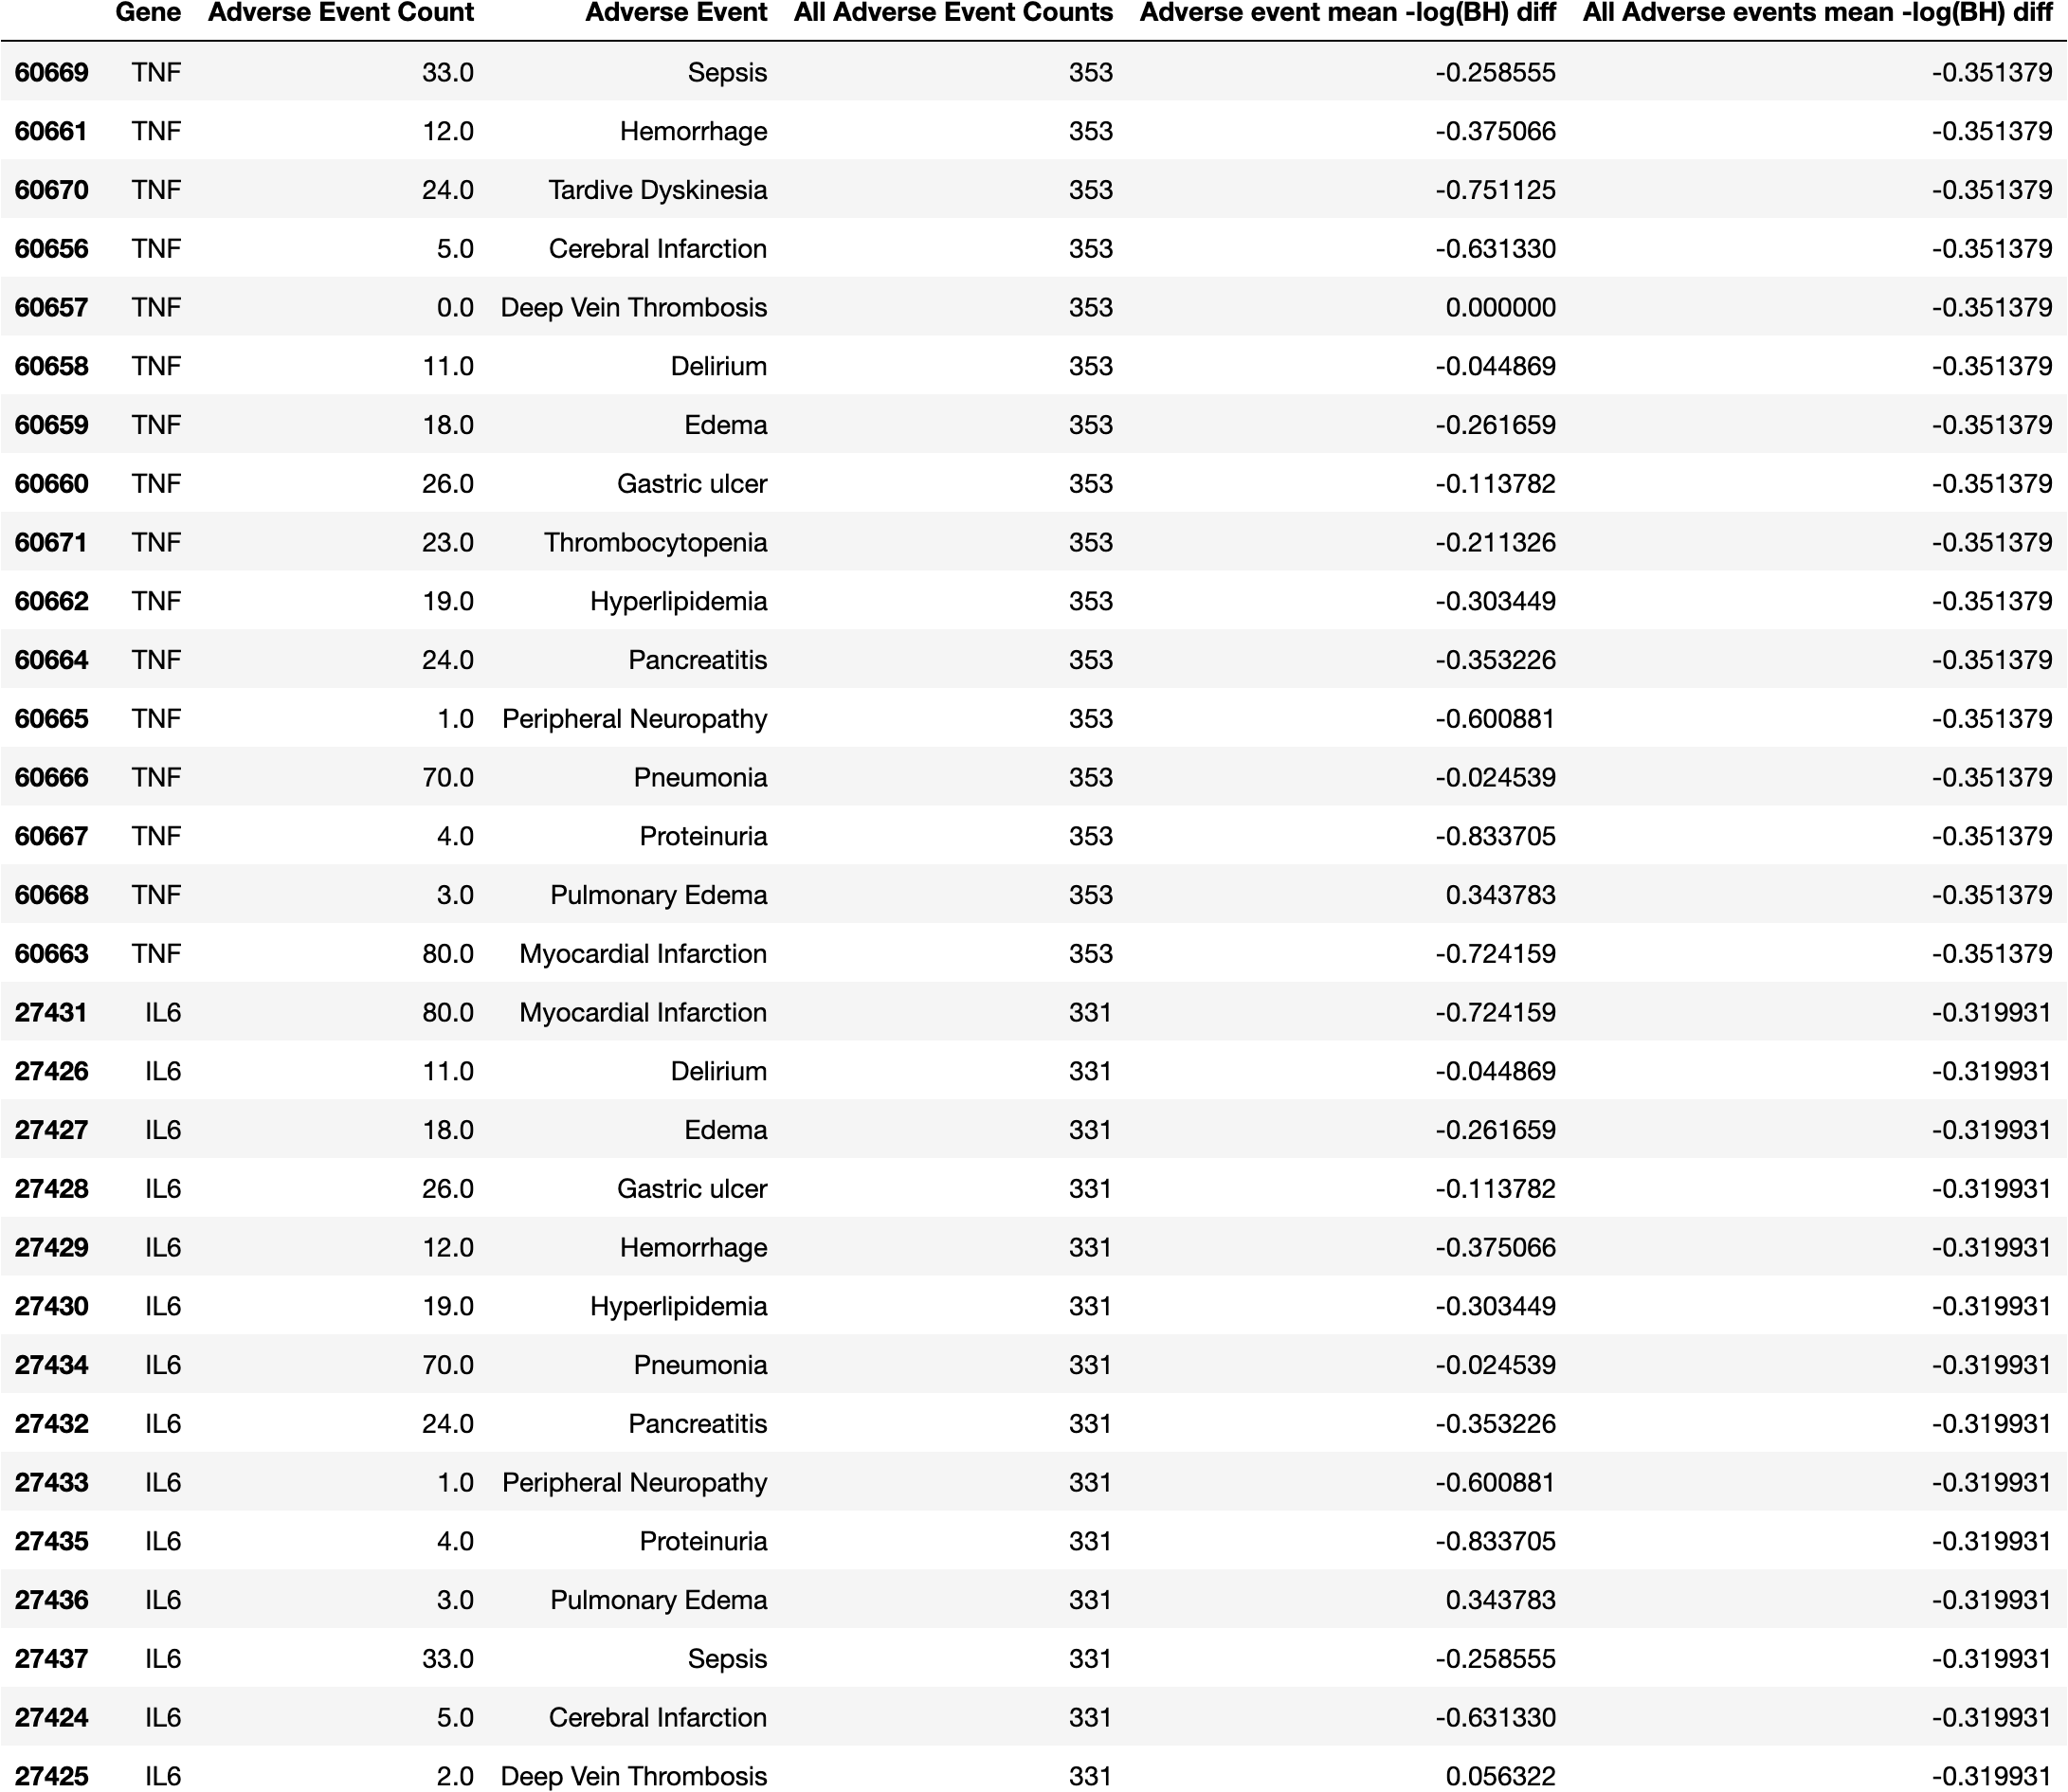 Gene Adverse Event Count Adverse Event All Adverse Event Counts Adverse event mean -log(BH) diff All Adverse events mean -log(BH) diff
60669 TNF 33.0 Sepsis 353 -0.258555 -0.351379
60661 TNF 12.0 Hemorrhage 353 -0.375066 -0.351379
60670 TNF 24.0 Tardive Dyskinesia 353 -0.751125 -0.351379
60656 TNF 5.0 Cerebral Infarction 353 -0.631330 -0.351379
60657 TNF 0.0 Deep Vein Thrombosis 353 0.000000 -0.351379
60658 TNF 11.0 Delirium 353 -0.044869 -0.351379
60659 TNF 18.0 Edema 353 -0.261659 -0.351379
60660 TNF 26.0 Gastric ulcer 353 -0.113782 -0.351379
60671 TNF 23.0 Thrombocytopenia 353 -0.211326 -0.351379
60662 TNF 19.0 Hyperlipidemia 353 -0.303449 -0.351379
60664 TNF 24.0 Pancreatitis 353 -0.353226 -0.351379
60665 TNF 1.0 Peripheral Neuropathy 353 -0.600881 -0.351379
60666 TNF 70.0 Pneumonia 353 -0.024539 -0.351379
60667 TNF 4.0 Proteinuria 353 -0.833705 -0.351379
60668 TNF 3.0 Pulmonary Edema 353 0.343783 -0.351379
60663 TNF 80.0 Myocardial Infarction 353 -0.724159 -0.351379
27431 IL6 80.0 Myocardial Infarction 331 -0.724159 -0.319931
27426 IL6 11.0 Delirium 331 -0.044869 -0.319931
27427 IL6 18.0 Edema 331 -0.261659 -0.319931
27428 IL6 26.0 Gastric ulcer 331 -0.113782 -0.319931
27429 IL6 12.0 Hemorrhage 331 -0.375066 -0.319931
27430 IL6 19.0 Hyperlipidemia 331 -0.303449 -0.319931
27434 IL6 70.0 Pneumonia 331 -0.024539 -0.319931
27432 IL6 24.0 Pancreatitis 331 -0.353226 -0.319931
27433 IL6 1.0 Peripheral Neuropathy 331 -0.600881 -0.319931
27435 IL6 4.0 Proteinuria 331 -0.833705 -0.319931
27436 IL6 3.0 Pulmonary Edema 331 0.343783 -0.319931
27437 IL6 33.0 Sepsis 331 -0.258555 -0.319931
27424 IL6 5.0 Cerebral Infarction 331 -0.631330 -0.319931
27425 IL6 2.0 Deep Vein Thrombosis 331 0.056322 -0.319931